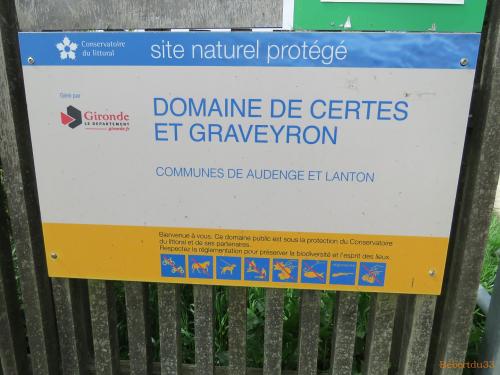 Conservatoire
du littoral
site naturel protégé
Géré par
Gironde
LE DEPARTEMENT
gironde.fr
DOMAINE DE CERTES
ET GRAVEYRON
COMMUNES DE AUDENGE ET LANTON
Bienvenue à vous. Ce domaine public est sous la protection du Conservatoire
du littoral et de ses partenaires.
Respectez la réglementation pour préserver la biodiversité et l'esprit des lieux.
Bebertdu33